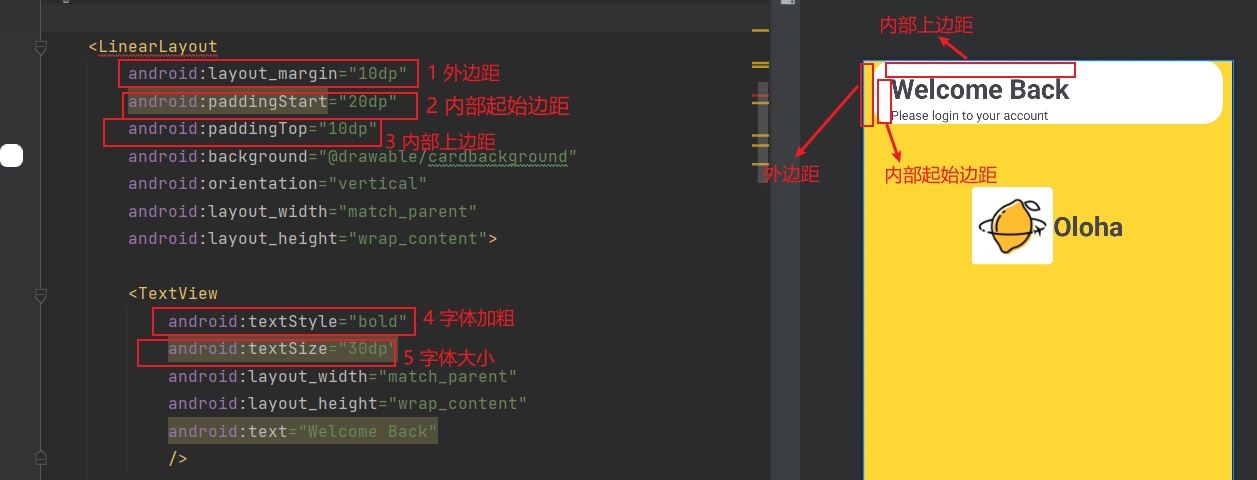 内部上边距
<LinearLayout
android:layout_margin="10dp" 1 外边距
android:paddingStart="20dp" 2 内部起始边距
android:paddingTop="10dp" 3 内部上边距
android:background="@drawable/cardbackground"
android:orientation="vertical"
android:layout_width="match_parent"
android:layout_height="wrap_content">
<TextView
android:textStyle="bold" 4 字体加粗
android:textSize="30dp" 5 字体大小
android:layout_width="match_parent"
android:layout_height="wrap_content"
android:text="Welcome Back"
/>
Welcome Back
Please login to your account
外边距
内部起始边距
Oloha